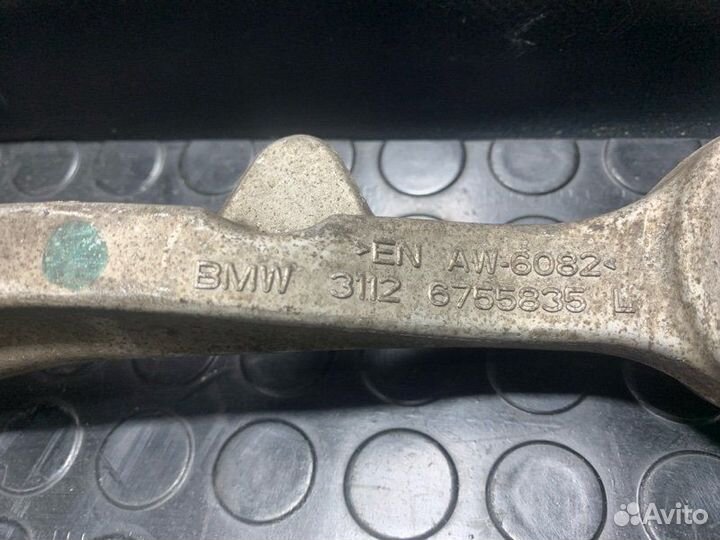 >EN AW-6082<
BMW 3112 6755835 L
Avito